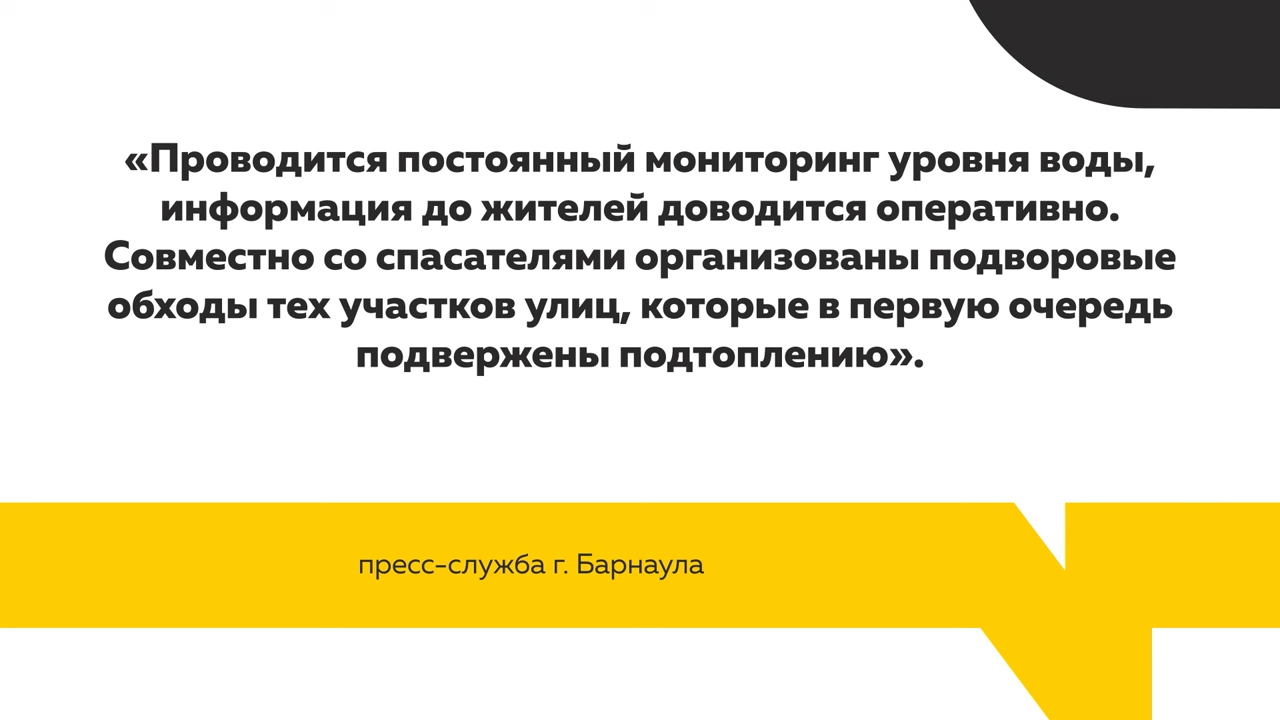 «Проводится постоянный мониторинг уровня воды,
информация до жителей доводится оперативно.
Совместно со спасателями организованы подворовые
обходы тех участков улиц, которые в первую очередь
подвержены подтоплению».
пресс-служба г. Барнаула